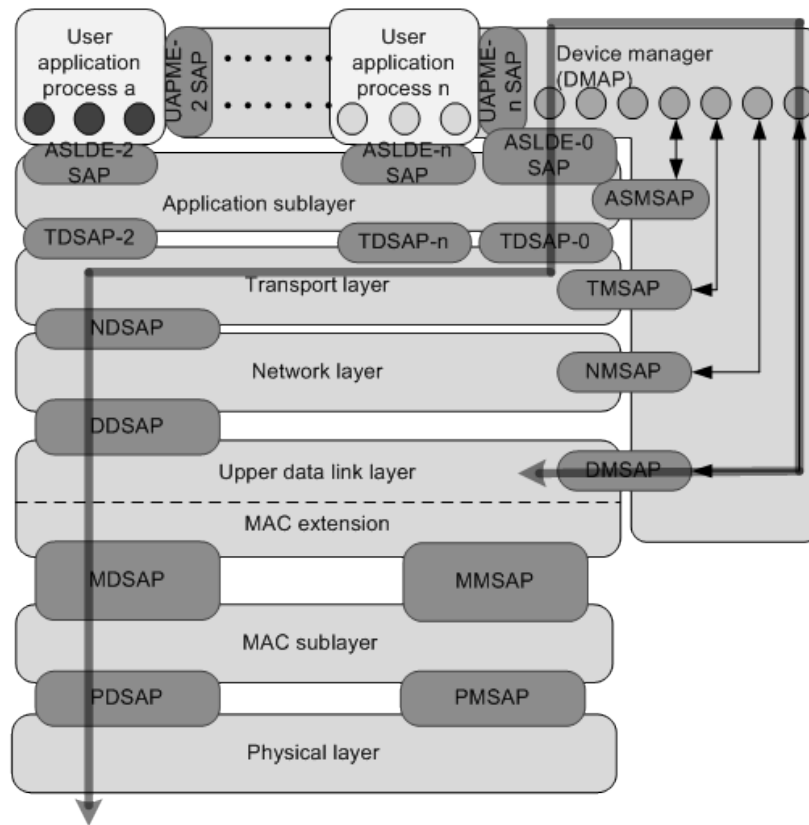 User
application
process a
UAPME-
2 SAP
User
application
process n
UAPME-
n SAP
Device manager
(DMAP)
ASLDE-2
SAP
ASLDE-n
SAP
ASLDE-0
SAP
Application sublayer
ASMSAP
TDSAP-2
TDSAP-n
TDSAP-0
Transport layer
TMSAP
NDSAP
Network layer
NMSAP
DDSAP
Upper data link layer
DMSAP
MAC extension
MDSAP
MMSAP
MAC sublayer
PDSAP
PMSAP
Physical layer